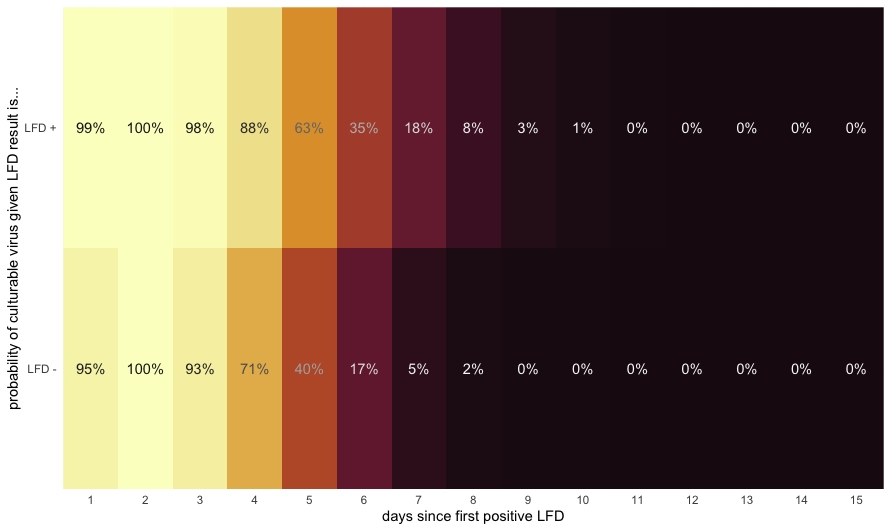 probability of culturable virus given LFD result is...
LFD +
99% 100% 98% 88% 63% 35% 18% 8% 3% 1% 0% 0% 0% 0% 0%
LFD -
95% 100% 93% 71% 40% 17% 5% 2% 0% 0% 0% 0% 0% 0% 0%
1 2 3 4 5 6 7 8 9 10 11 12 13 14 15
days since first positive LFD